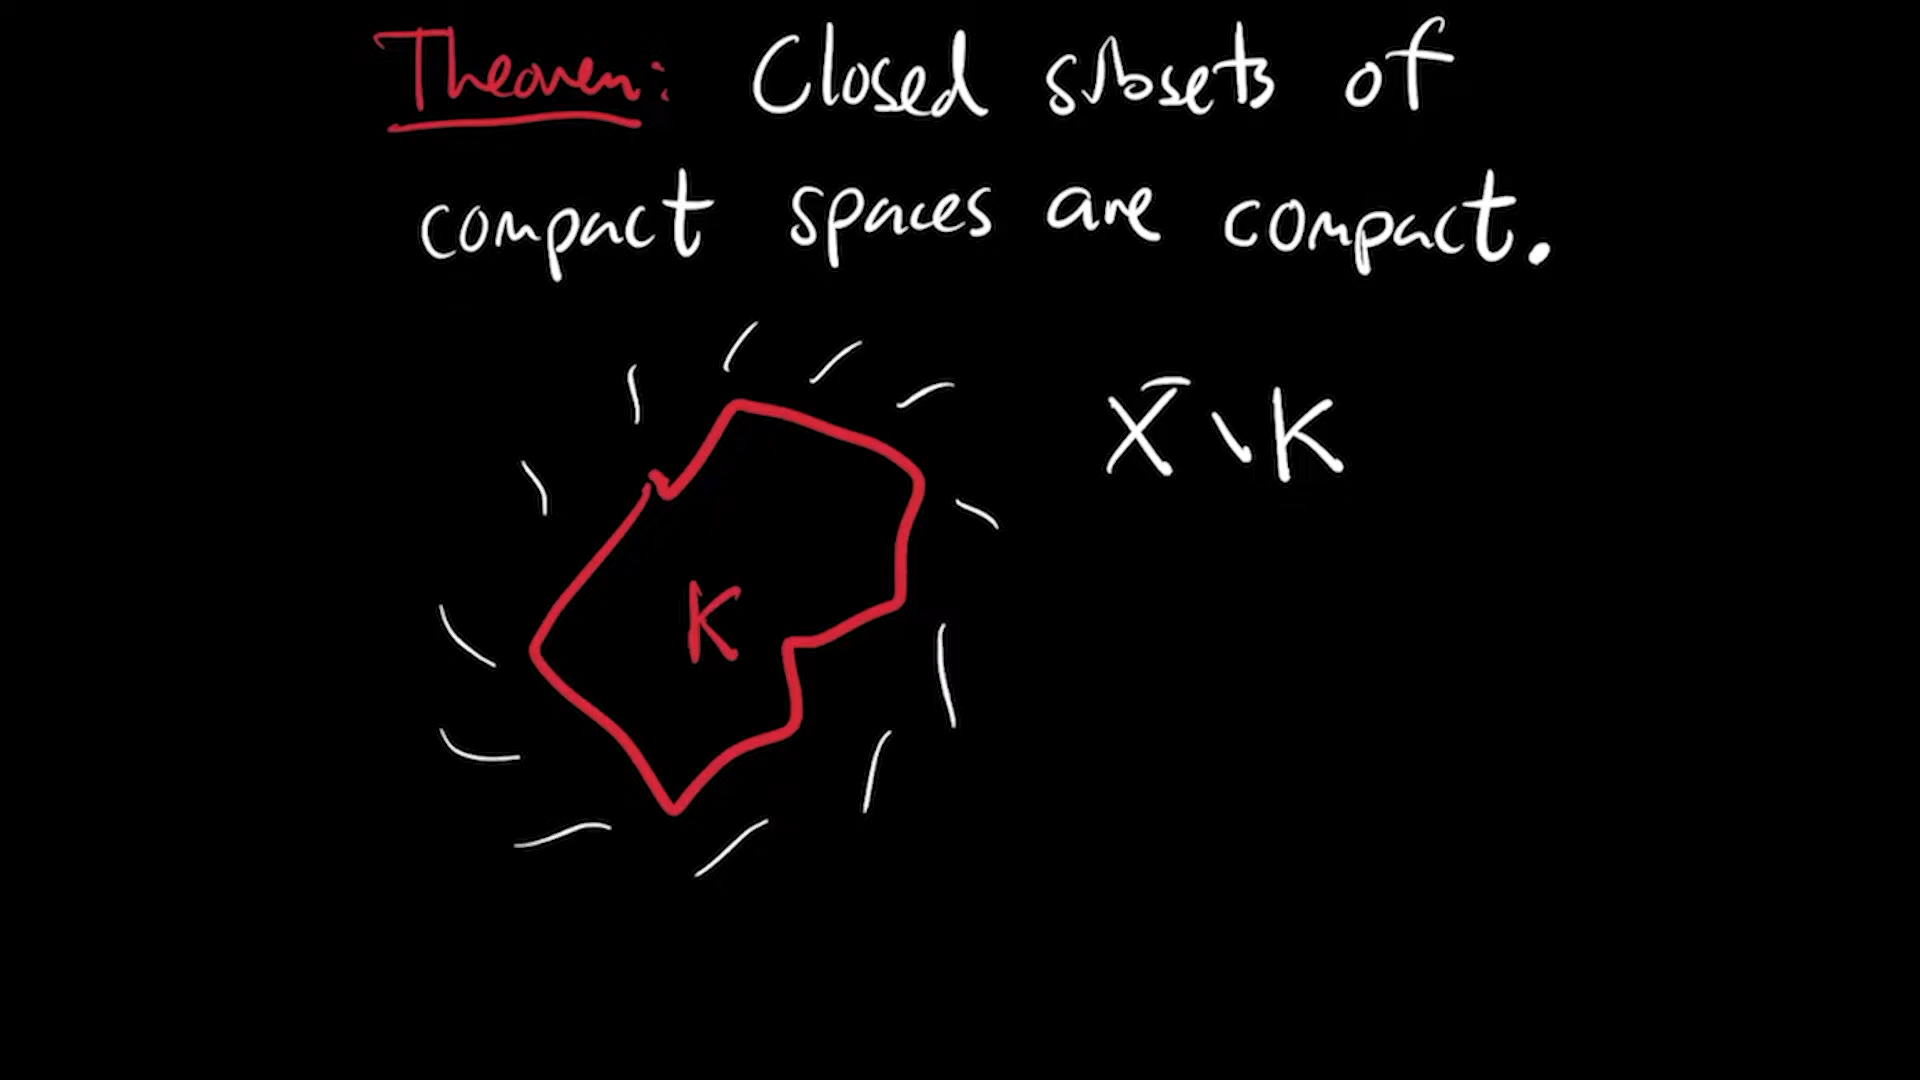 Theorem: Closed subsets of
compact spaces are compact.
X \ K
K